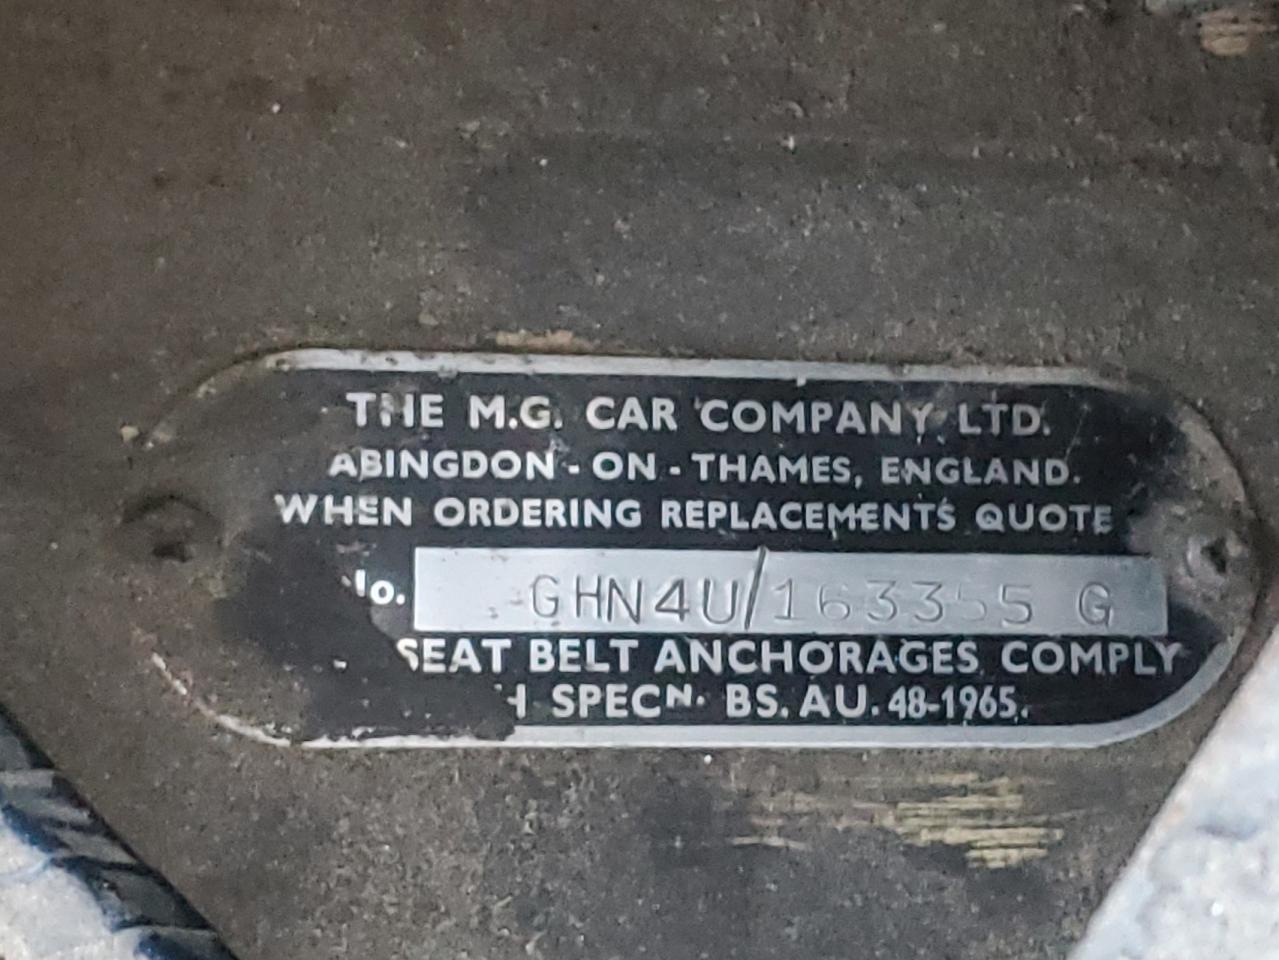 THE M.G. CAR COMPANY LTD.
ABINGDON - ON - THAMES, ENGLAND.
WHEN ORDERING REPLACEMENTS QUOTE
No. GHN4U/163355 G
SEAT BELT ANCHORAGES COMPLY
SPECN. BS. AU. 48-1965.